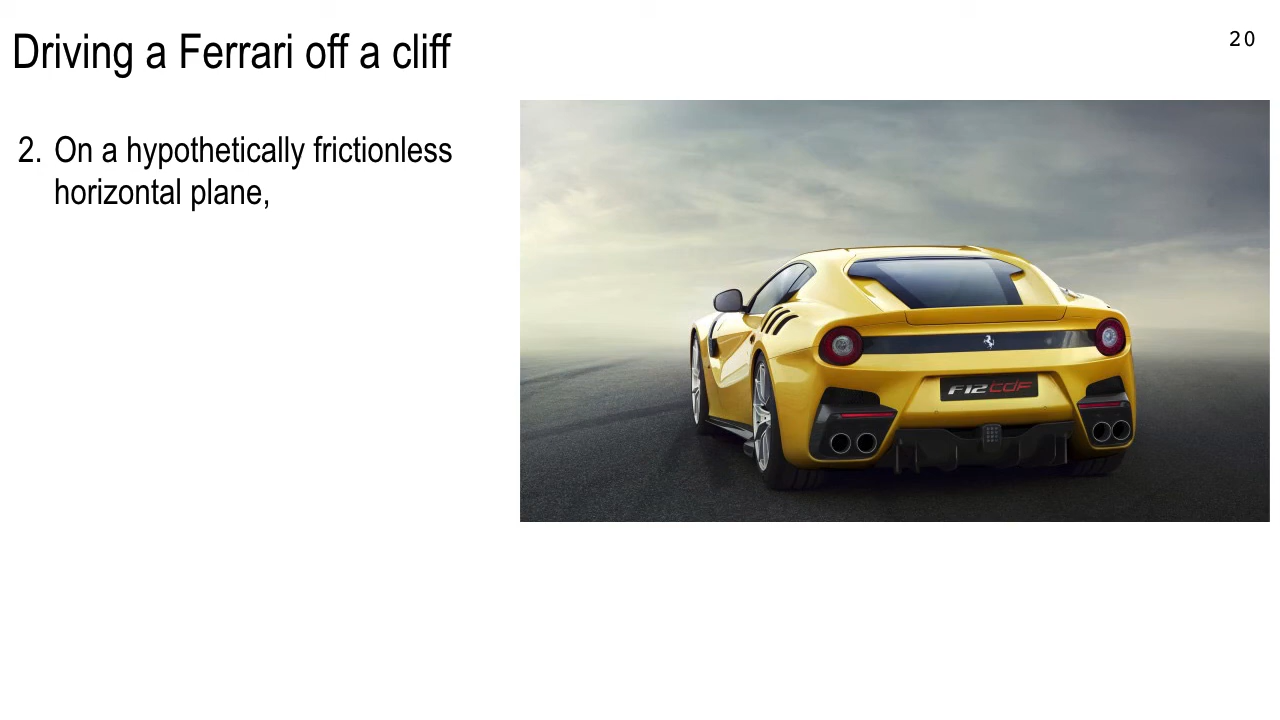 Driving a Ferrari off a cliff
20
2. On a hypothetically frictionless
horizontal plane,
F12tdf